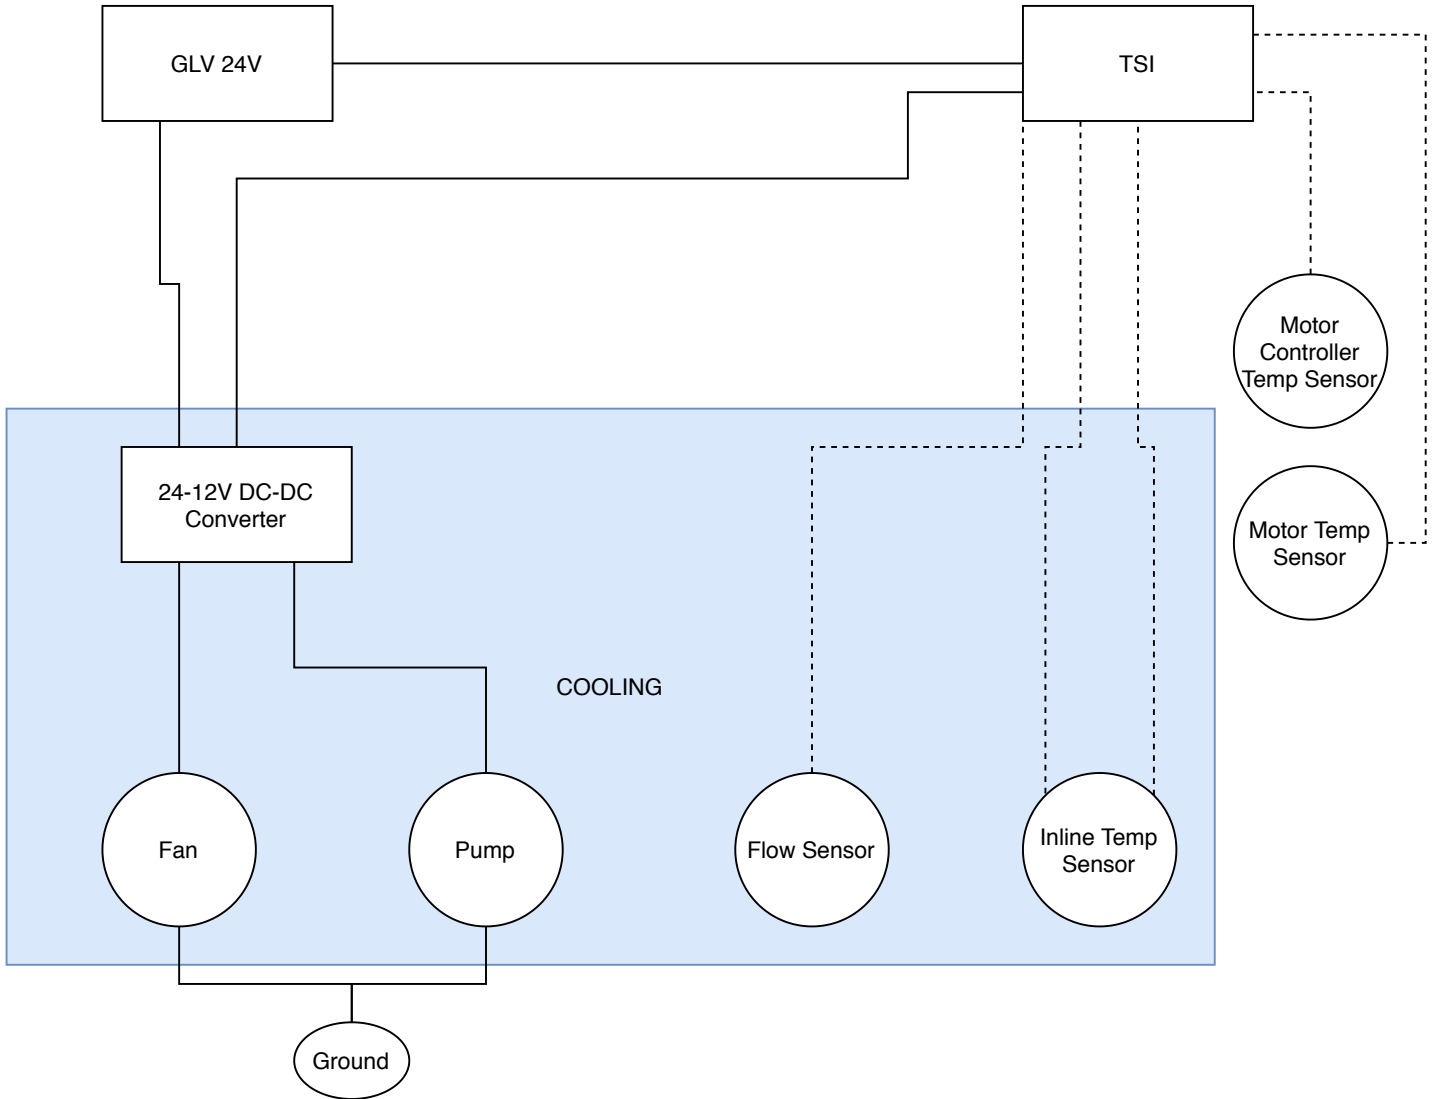 GLV 24V
TSI
Motor
Controller
Temp Sensor
24-12V DC-DC
Converter
Motor Temp
Sensor
COOLING
Fan
Pump
Flow Sensor
Inline Temp
Sensor
Ground